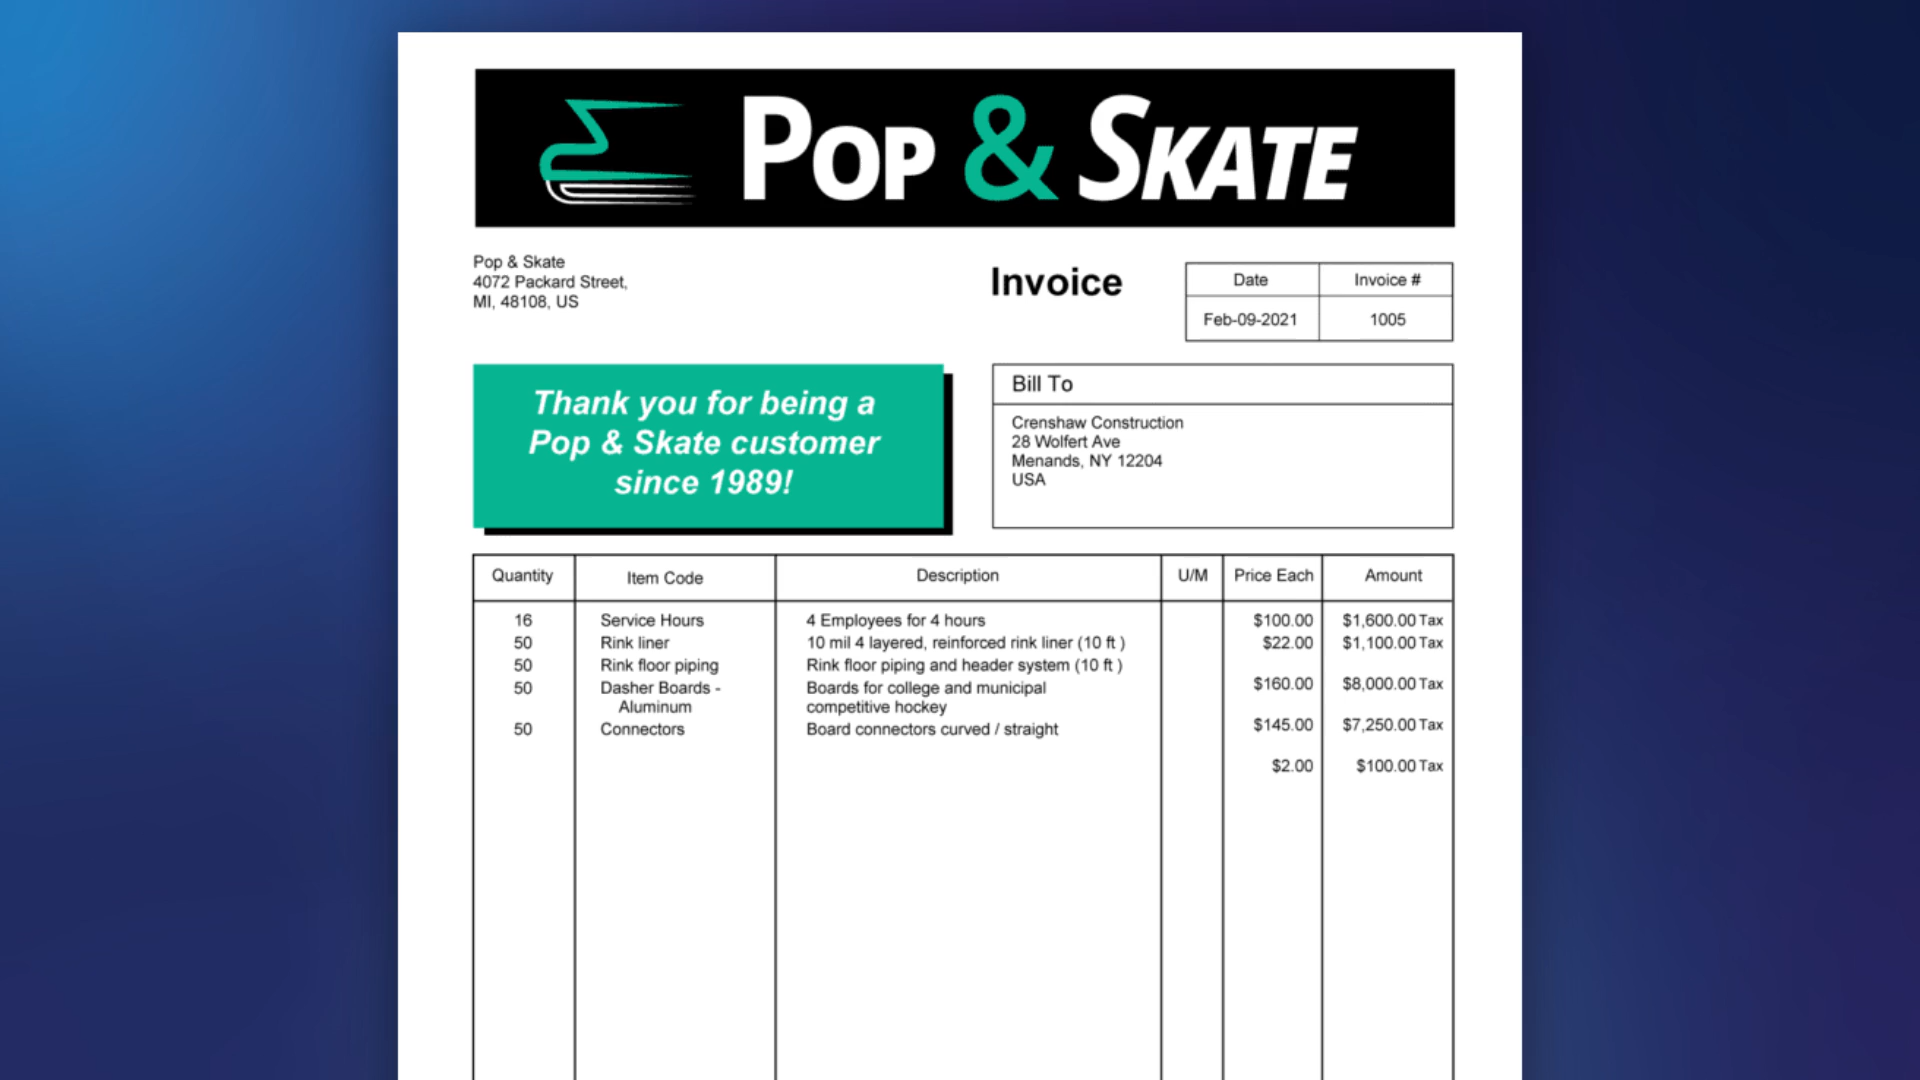 POP & SKATE
Pop & Skate
4072 Packard Street,
MI, 48108, US
Invoice
Date Invoice #
Feb-09-2021 1005
Thank you for being a
Pop & Skate customer
since 1989!
Bill To
Crenshaw Construction
28 Wolfert Ave
Menands, NY 12204
USA
Quantity Item Code Description U/M Price Each Amount
16 Service Hours 4 Employees for 4 hours $100.00 $1,600.00 Tax
50 Rink liner 10 mil 4 layered, reinforced rink liner (10 ft ) $22.00 $1,100.00 Tax
50 Rink floor piping Rink floor piping and header system (10 ft )
$160.00 $8,000.00 Tax
50 Dasher Boards - Boards for college and municipal
Aluminum competitive hockey
$145.00 $7,250.00 Tax
50 Connectors Board connectors curved / straight
$2.00 $100.00 Tax